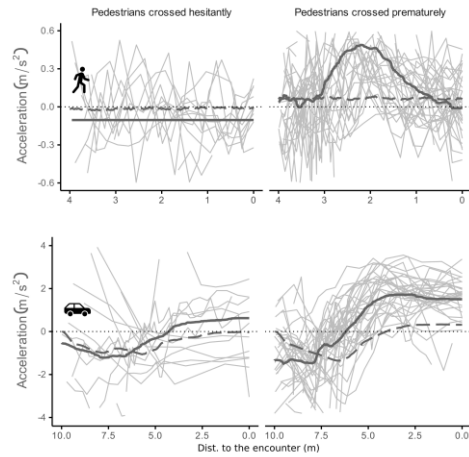 Pedestrians crossed hesitantly
Pedestrians crossed prematurely
Acceleration (m / s²)
0.6
0.3
0.0
-0.3
-0.6
4 3 2 1 0
4 3 2 1 0
Acceleration (m / s²)
4
2
0
-2
-4
10.0 7.5 5.0 2.5 0.0
10.0 7.5 5.0 2.5 0.0
Dist. to the encounter (m)